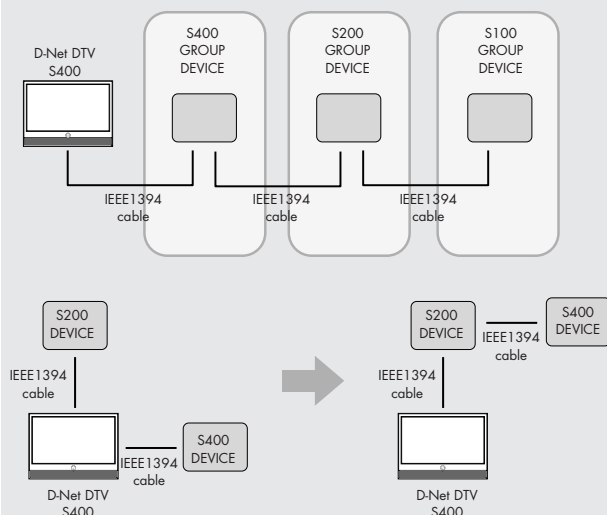 D-Net DTV
S400
S400
GROUP
DEVICE
S200
GROUP
DEVICE
S100
GROUP
DEVICE
IEEE1394
cable
IEEE1394
cable
IEEE1394
cable
S200
DEVICE
IEEE1394
cable
S400
DEVICE
IEEE1394
cable
D-Net DTV
S400
S200
DEVICE
S400
DEVICE
IEEE1394
cable
IEEE1394
cable
D-Net DTV
S400